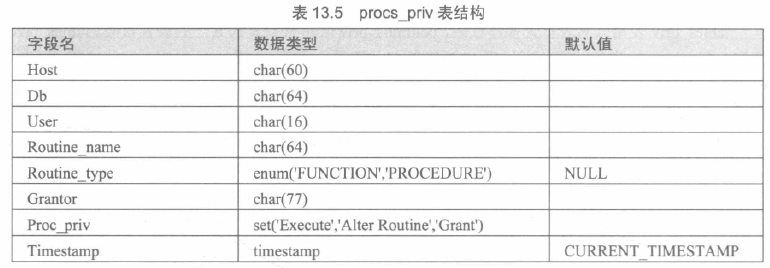 表 13.5 procs_priv 表结构
字段名 数据类型 默认值
Host char(60)
Db char(64)
User char(16)
Routine_name char(64)
Routine_type enum('FUNCTION','PROCEDURE') NULL
Grantor char(77)
Proc_priv set('Execute','Alter Routine','Grant')
Timestamp timestamp CURRENT_TIMESTAMP